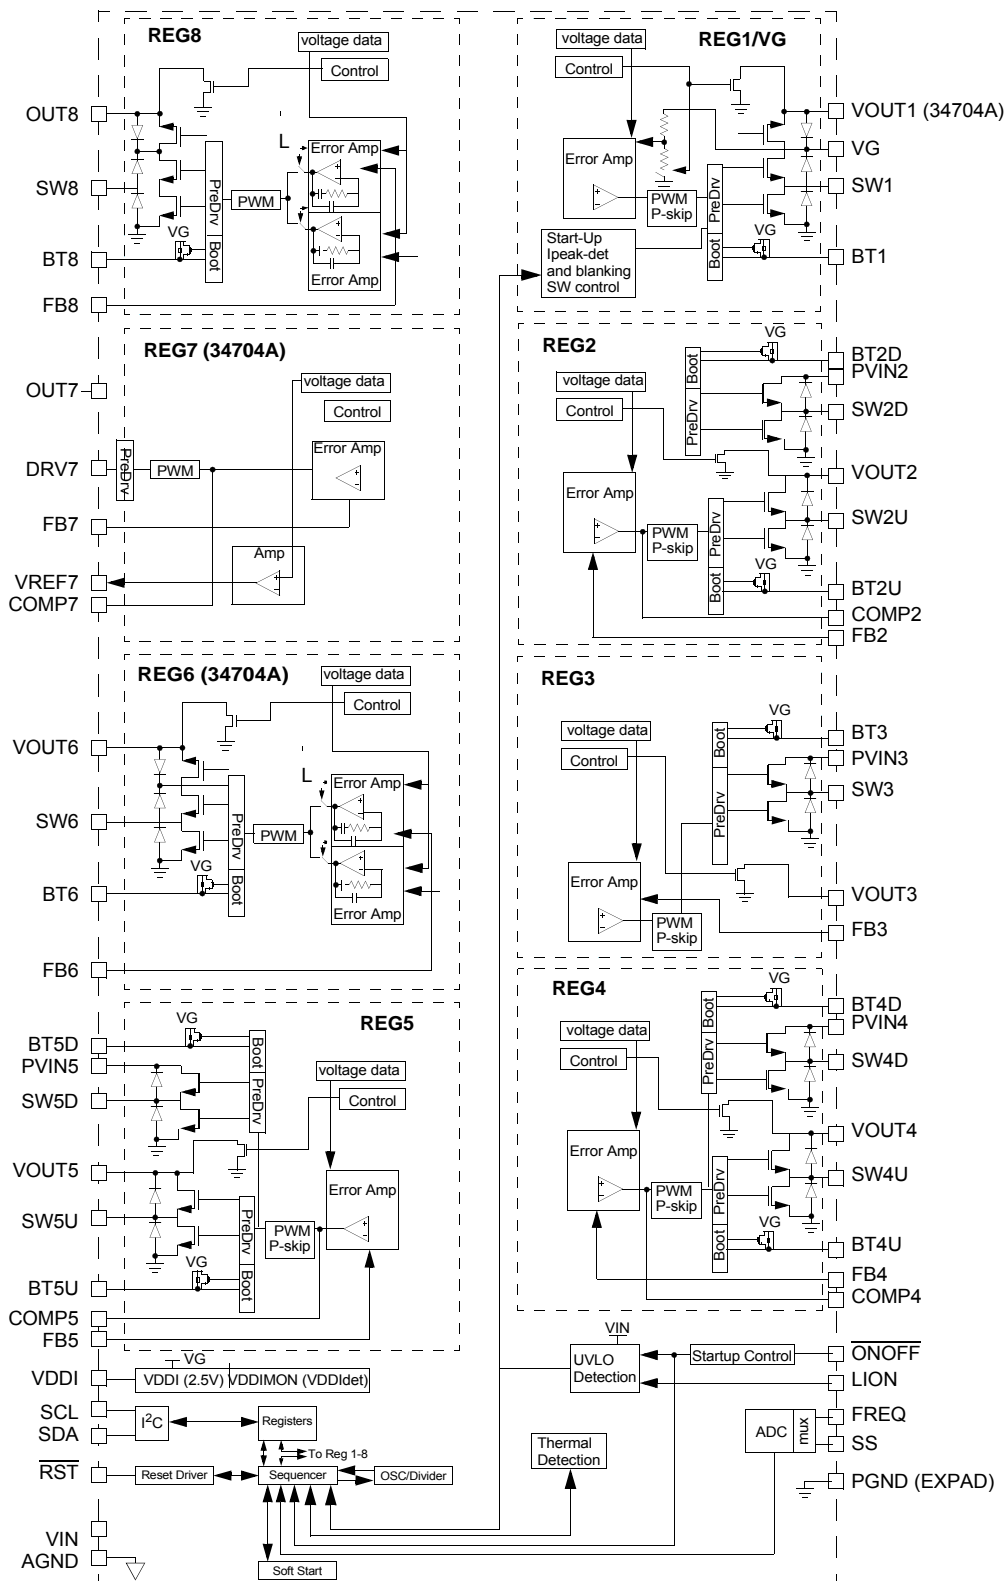 REG8
voltage data
Control
OUT8
SW8
BT8
FB8
VG
PreDrv
Boot
PWM
L
Error Amp
Error Amp
REG7 (34704A)
voltage data
Control
OUT7
DRV7
FB7
VREF7
COMP7
PreDrv
PWM
Error Amp
Amp
REG6 (34704A)
voltage data
Control
VOUT6
SW6
BT6
FB6
VG
PreDrv
Boot
PWM
L
Error Amp
Error Amp
REG5
BT5D
PVIN5
SW5D
VOUT5
SW5U
BT5U
COMP5
FB5
VG
Boot
PreDrv
voltage data
Control
Error Amp
PWM
P-skip
PreDrv
Boot
VG
VDDI
VG
VDDI (2.5V)
VDDIMON (VDDIdet)
SCL
SDA
I2C
Registers
To Reg 1-8
RST
Reset Driver
Sequencer
OSC/Divider
VIN
AGND
Soft Start
REG1/VG
voltage data
Control
Error Amp
PWM
P-skip
PreDrv
Boot
VG
Start-Up
Ipeak-det
and blanking
SW control
VOUT1 (34704A)
VG
SW1
BT1
REG2
voltage data
Control
Error Amp
PWM
P-skip
Boot
PreDrv
VG
PreDrv
Boot
VG
BT2D
PVIN2
SW2D
VOUT2
SW2U
BT2U
COMP2
FB2
REG3
voltage data
Control
Error Amp
PWM
P-skip
Boot
PreDrv
VG
BT3
PVIN3
SW3
VOUT3
FB3
REG4
voltage data
Control
Error Amp
PWM
P-skip
Boot
PreDrv
VG
PreDrv
Boot
VG
BT4D
PVIN4
SW4D
VOUT4
SW4U
BT4U
FB4
COMP4
VIN
UVLO
Detection
Startup Control
ONOFF
LION
Thermal
Detection
ADC
mux
FREQ
SS
PGND (EXPAD)